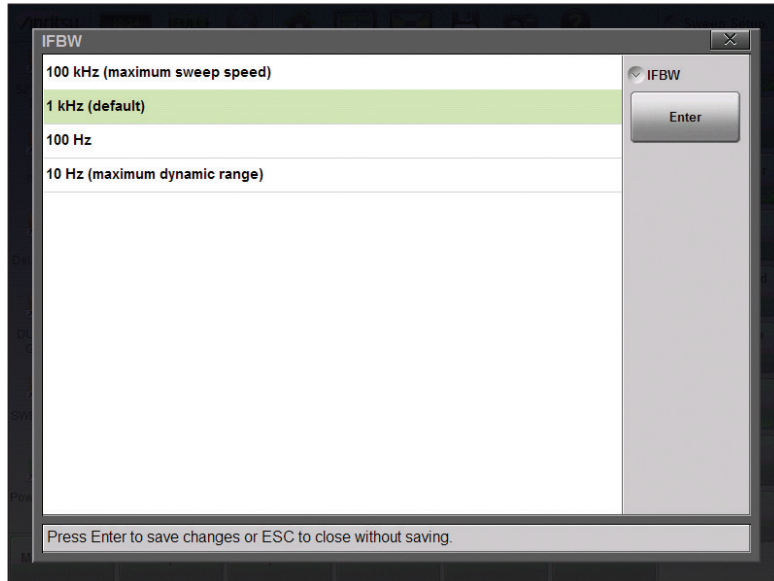 IFBW
100 kHz (maximum sweep speed)
1 kHz (default)
100 Hz
10 Hz (maximum dynamic range)
IFBW
Enter
Press Enter to save changes or ESC to close without saving.